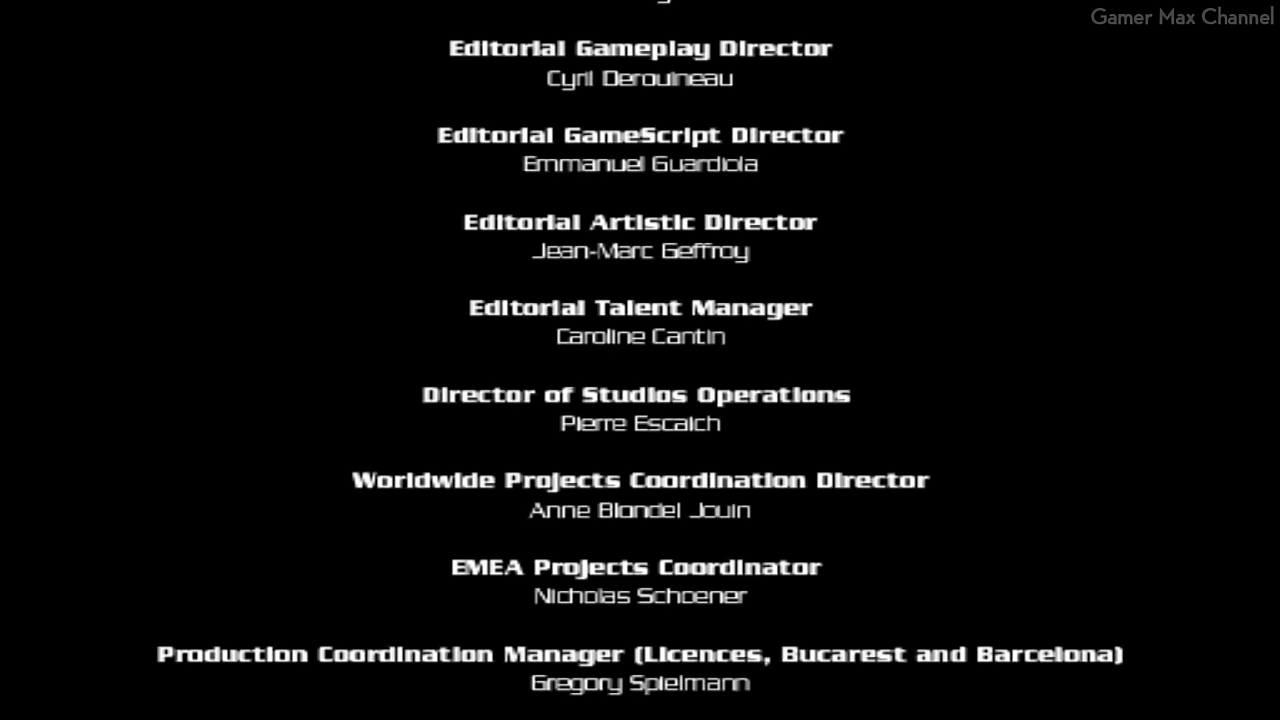 Gamer Max Channel
Editorial Gameplay Director
Cyril Derouineau
Editorial GameScript Director
Emmanuel Guardiola
Editorial Artistic Director
Jean-Marc Geffroy
Editorial Talent Manager
Caroline Cantin
Director of Studios Operations
Pierre Escaich
Worldwide Projects Coordination Director
Anne Blondel Jouin
EMEA Projects Coordinator
Nicholas Schoener
Production Coordination Manager (Licences, Bucarest and Barcelona)
Gregory Spielmann